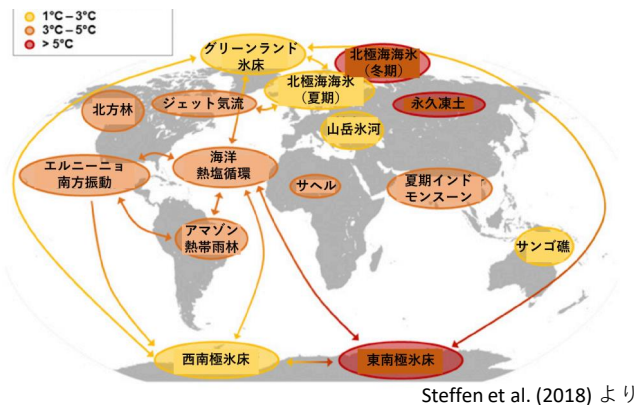 1°C – 3°C
3°C – 5°C
> 5°C
グリーンランド
氷床
北極海海氷
（冬期）
北極海海氷
（夏期）
北方林
ジェット気流
永久凍土
山岳氷河
エルニーニョ
南方振動
海洋
熱塩循環
サヘル
夏期インド
モンスーン
アマゾン
熱帯雨林
サンゴ礁
西南極氷床
東南極氷床
Steffen et al. (2018) より